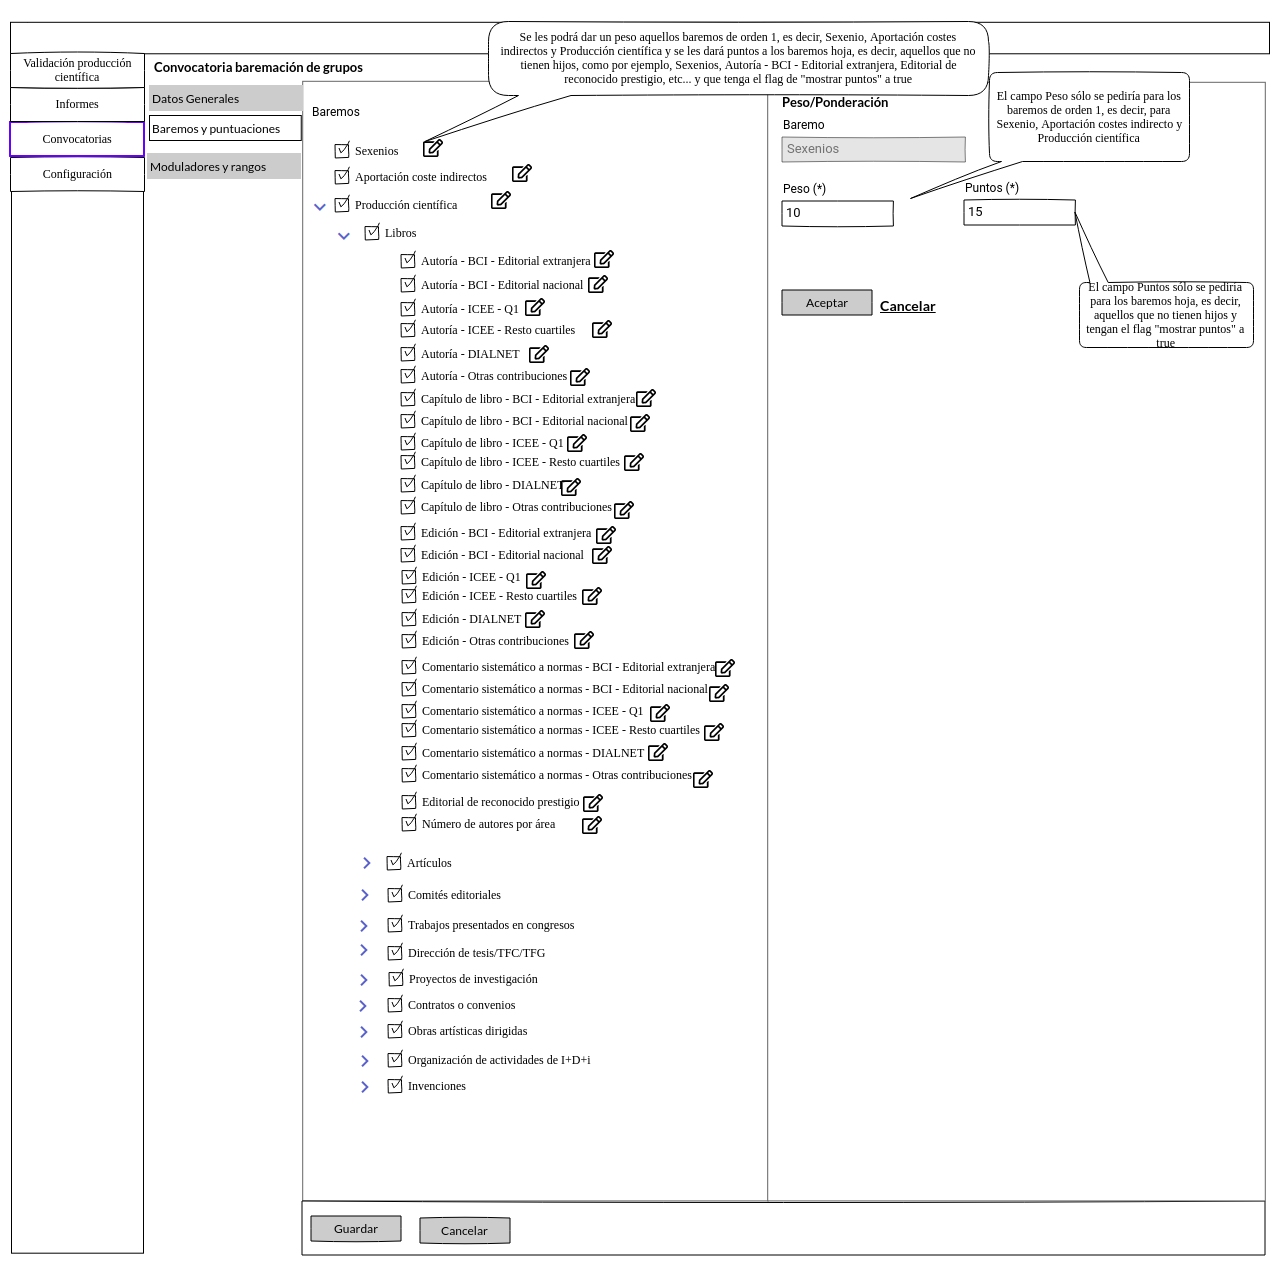 Se les podrá dar un peso aquellos baremos de orden 1, es decir, Sexenio, Aportación costes
indirectos y Producción científica y se les dará puntos a los baremos hoja, es decir, aquellos que no
tienen hijos, como por ejemplo, Sexenios, Autoría - BCI - Editorial extranjera, Editorial de
reconocido prestigio, etc... y que tenga el flag de "mostrar puntos" a true
Validación producción
científica
Informes
Convocatorias
Configuración
Convocatoria baremación de grupos
Datos Generales
Baremos y puntuaciones
Moduladores y rangos
Baremos
Sexenios
Aportación coste indirectos
Producción científica
Libros
Autoría - BCI - Editorial extranjera
Autoría - BCI - Editorial nacional
Autoría - ICEE - Q1
Autoría - ICEE - Resto cuartiles
Autoría - DIALNET
Autoría - Otras contribuciones
Capítulo de libro - BCI - Editorial extranjera
Capítulo de libro - BCI - Editorial nacional
Capítulo de libro - ICEE - Q1
Capítulo de libro - ICEE - Resto cuartiles
Capítulo de libro - DIALNET
Capítulo de libro - Otras contribuciones
Edición - BCI - Editorial extranjera
Edición - BCI - Editorial nacional
Edición - ICEE - Q1
Edición - ICEE - Resto cuartiles
Edición - DIALNET
Edición - Otras contribuciones
Comentario sistemático a normas - BCI - Editorial extranjera
Comentario sistemático a normas - BCI - Editorial nacional
Comentario sistemático a normas - ICEE - Q1
Comentario sistemático a normas - ICEE - Resto cuartiles
Comentario sistemático a normas - DIALNET
Comentario sistemático a normas - Otras contribuciones
Editorial de reconocido prestigio
Número de autores por área
Artículos
Comités editoriales
Trabajos presentados en congresos
Dirección de tesis/TFC/TFG
Proyectos de investigación
Contratos o convenios
Obras artísticas dirigidas
Organización de actividades de I+D+i
Invenciones
Peso/Ponderación
Baremo
Sexenios
Peso (*)
10
Puntos (*)
15
Aceptar
Cancelar
El campo Peso sólo se pediría para los
baremos de orden 1, es decir, para
Sexenio, Aportación costes indirecto y
Producción científica
El campo Puntos sólo se pediría
para los baremos hoja, es decir,
aquellos que no tienen hijos y
tengan el flag "mostrar puntos" a
true
Guardar
Cancelar